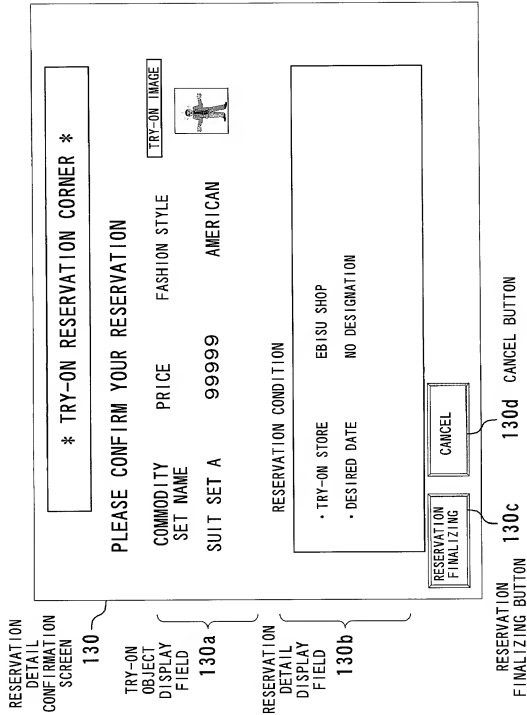 RESERVATION
DETAIL
CONFIRMATION
SCREEN
130
* TRY-ON RESERVATION CORNER *
PLEASE CONFIRM YOUR RESERVATION
TRY-ON
OBJECT
DISPLAY
FIELD
130a
COMMODITY
SET NAME
PRICE
FASHION STYLE
TRY-ON IMAGE
SUIT SET A
99999
AMERICAN
RESERVATION
DETAIL
DISPLAY
FIELD
130b
RESERVATION CONDITION
・TRY-ON STORE
EBISU SHOP
・DESIRED DATE
NO DESIGNATION
RESERVATION
FINALIZING
CANCEL
130c
130d
RESERVATION
FINALIZING BUTTON
CANCEL BUTTON